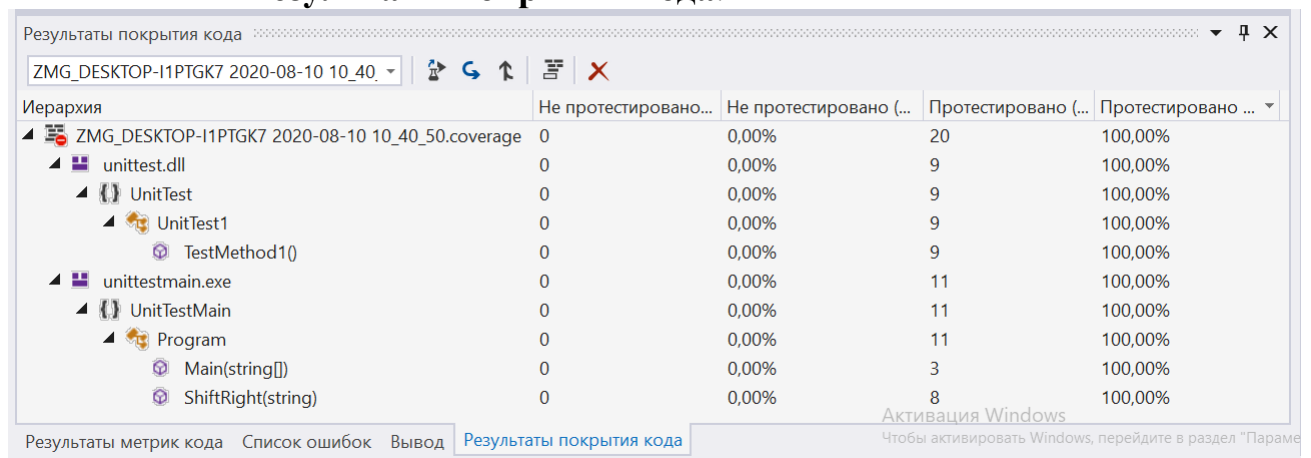 Результаты покрытия кода
ZMG_DESKTOP-I1PTGK7 2020-08-10 10_40_
Иерархия Не протестировано... Не протестировано (... Протестировано (... Протестировано ...
ZMG_DESKTOP-I1PTGK7 2020-08-10 10_40_50.coverage 0 0,00% 20 100,00%
unittest.dll 0 0,00% 9 100,00%
UnitTest 0 0,00% 9 100,00%
UnitTest1 0 0,00% 9 100,00%
TestMethod1() 0 0,00% 9 100,00%
unittestmain.exe 0 0,00% 11 100,00%
UnitTestMain 0 0,00% 11 100,00%
Program 0 0,00% 11 100,00%
Main(string[]) 0 0,00% 3 100,00%
ShiftRight(string) 0 0,00% 8 100,00%
Активация Windows
Чтобы активировать Windows, перейдите в раздел "Параме
Результаты метрик кода Список ошибок Вывод Результаты покрытия кода